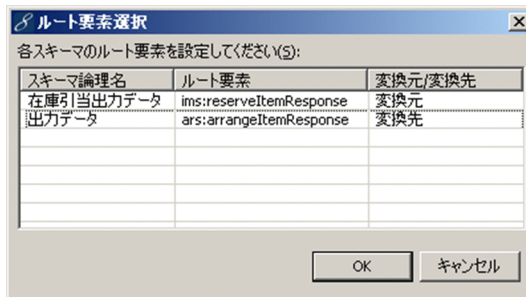 ルート要素選択
各スキーマのルート要素を設定してください(S):
スキーマ論理名 ルート要素 変換元/変換先
在庫引当出力データ ims:reserveItemResponse 変換元
出力データ ars:arrangeItemResponse 変換先
OK キャンセル